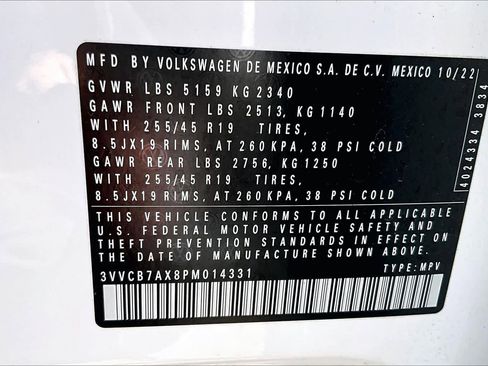 MFD BY VOLKSWAGEN DE MEXICO S.A. DE C.V. MEXICO 10/22
GVWR LBS 5159 KG 2340
GAWR FRONT LBS 2513, KG 1140
WITH 255/45 R19 TIRES,
8.5JX19 RIMS, AT 260 KPA, 38 PSI COLD
GAWR REAR LBS 2756, KG 1250
WITH 255/45 R19 TIRES,
8.5JX19 RIMS, AT 260 KPA, 38 PSI COLD
THIS VEHICLE CONFORMS TO ALL APPLICABLE
U.S. FEDERAL MOTOR VEHICLE SAFETY AND
THEFT PREVENTION STANDARDS IN EFFECT ON
THE DATE OF MANUFACTURE SHOWN ABOVE.
3VVCB7AX8PM014331 TYPE: MPV
4024334 3834